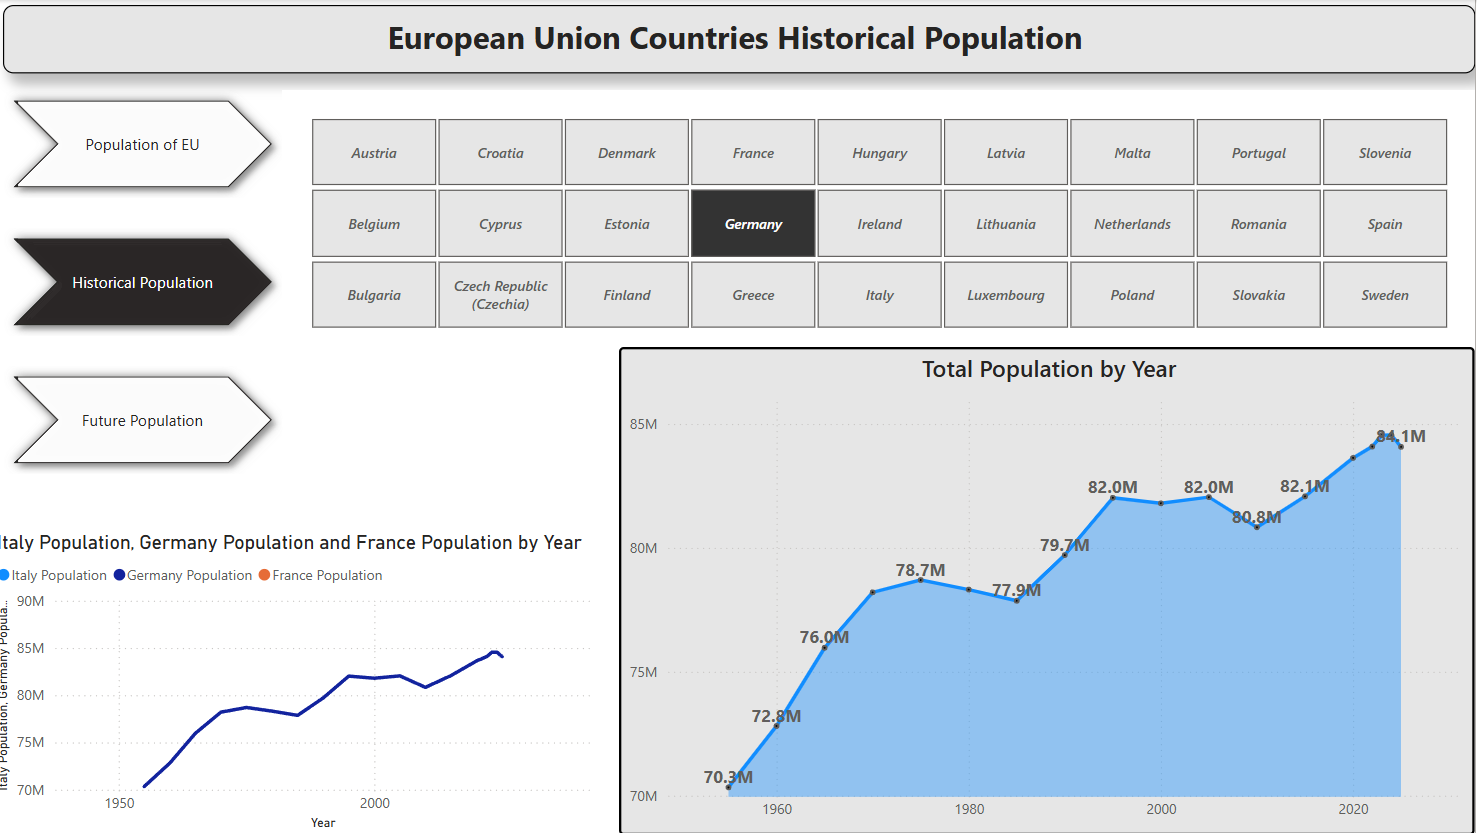 European Union Countries Historical Population
Population of EU
Historical Population
Future Population
Austria Croatia Denmark France Hungary Latvia Malta Portugal Slovenia
Belgium Cyprus Estonia Germany Ireland Lithuania Netherlands Romania Spain
Bulgaria Czech Republic (Czechia) Finland Greece Italy Luxembourg Poland Slovakia Sweden
Italy Population, Germany Population and France Population by Year
Italy Population Germany Population France Population
Italy Population, Germany Popula...
90M
85M
80M
75M
70M
1950 2000
Year
Total Population by Year
85M
80M
75M
70M
70.3M
72.8M
76.0M
78.7M
77.9M
79.7M
82.0M
82.0M
80.8M
82.1M
84.1M
1960 1980 2000 2020